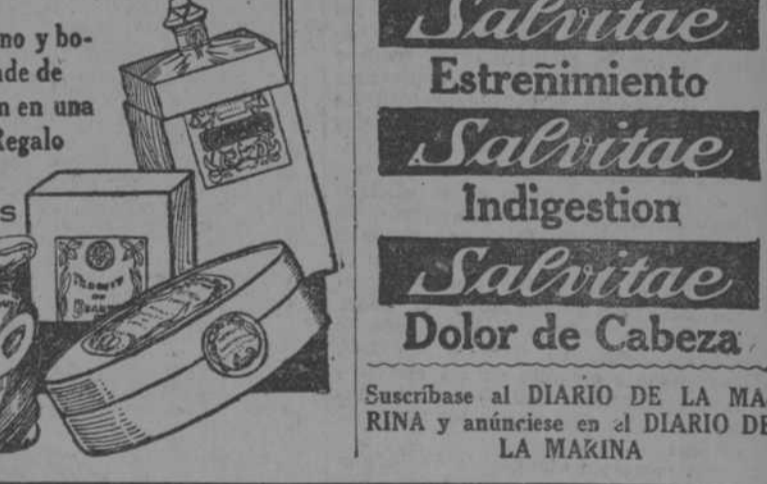 no y bo-
de de
n en una
Regalo
s
Salvitae
Estreñimiento
Salvitae
Indigestion
Salvitae
Dolor de Cabeza
Suscríbase al DIARIO DE LA MA
RINA y anúnciese en el DIARIO DE
LA MARINA